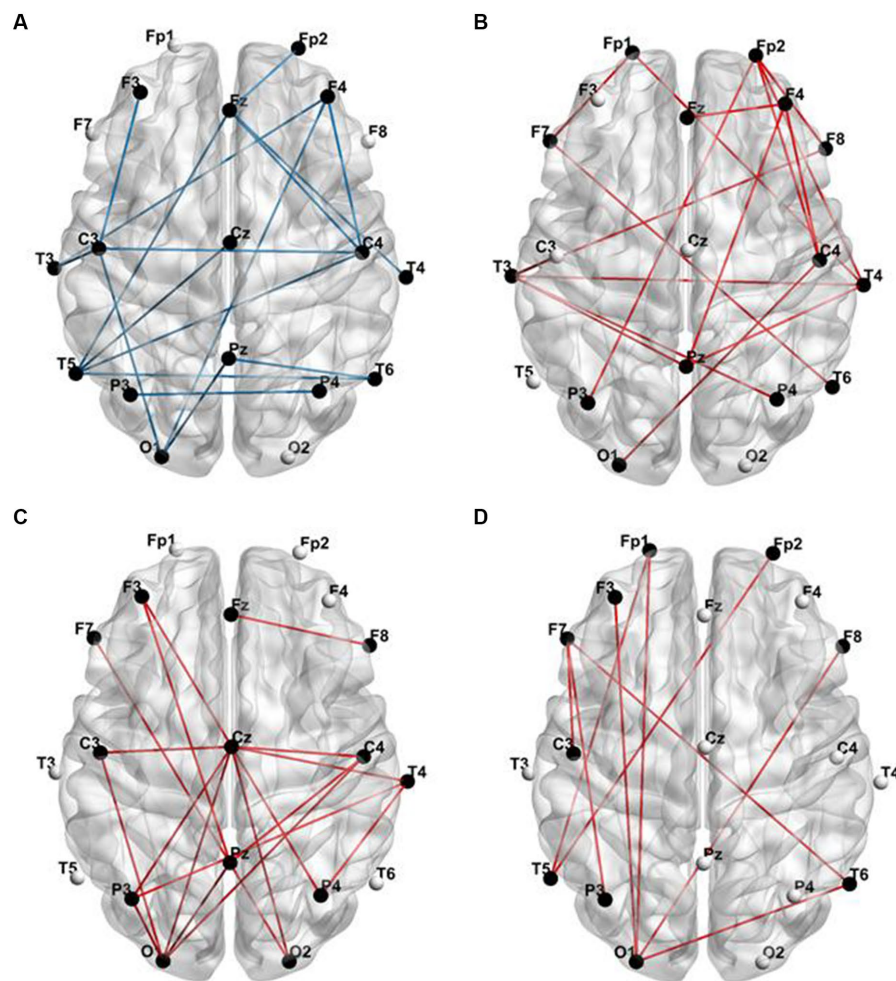 A
Fp1 Fp2
F3 Fz F4
F7 F8
T3 C3 Cz C4 T4
T5 P3 Pz P4 T6
O1 O2
B
Fp1 Fp2
F3 Fz F4
F7 F8
T3 C3 Cz C4 T4
T5 P3 Pz P4 T6
O1 O2
C
Fp1 Fp2
F3 Fz F4
F7 F8
T3 C3 Cz C4 T4
T5 P3 Pz P4 T6
O O2
D
Fp1 Fp2
F3 Fz F4
F7 F8
T3 C3 Cz C4 T4
T5 P3 Pz P4 T6
O1 O2